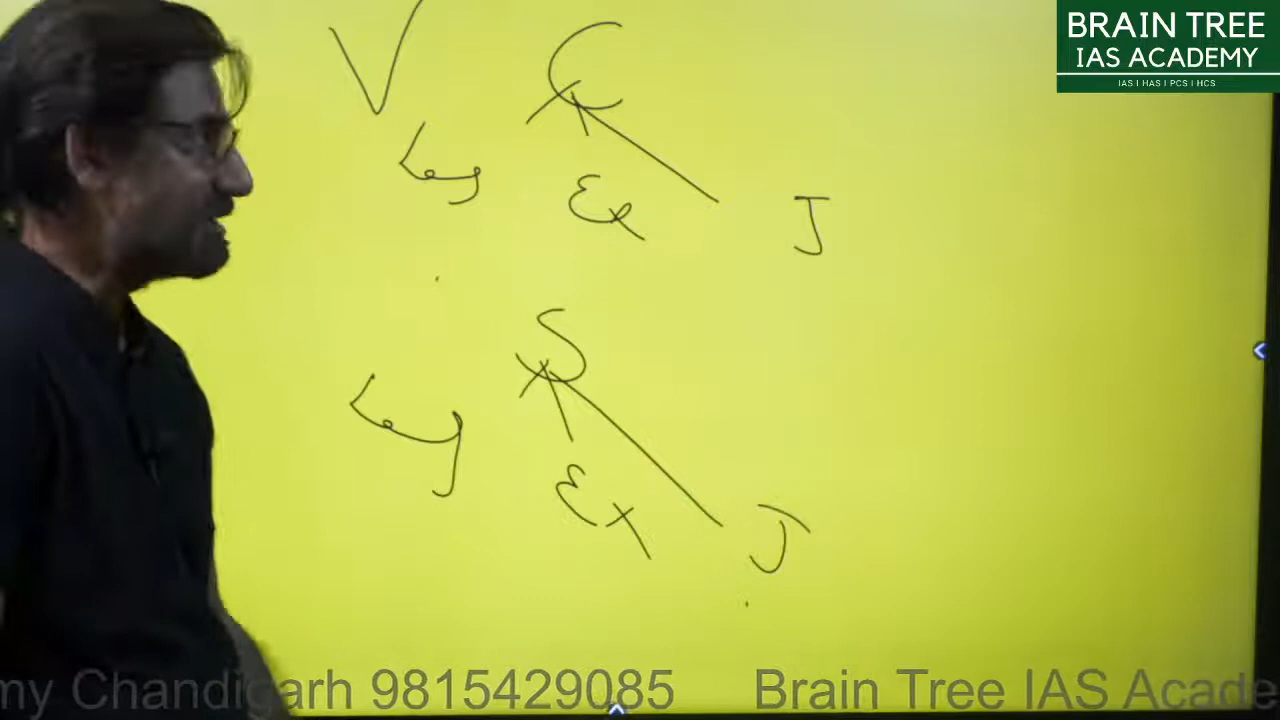 BRAIN TREE
IAS ACADEMY
IAS I HAS I PCS I HCS
V
C
Leg
Ex
J
S
Leg
Ex
J
my Chandigarh 9815429085 Brain Tree IAS Acade